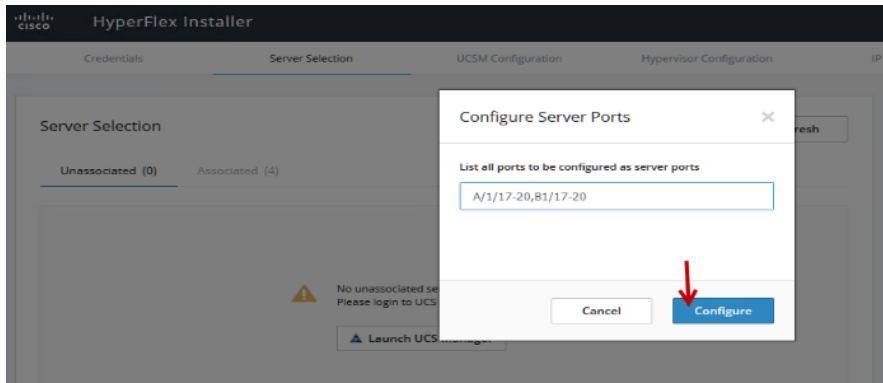 cisco
HyperFlex Installer
Credentials
Server Selection
UCSM Configuration
Hypervisor Configuration
IP
Server Selection
Configure Server Ports
resh
Unassociated (0)
Associated (4)
List all ports to be configured as server ports
A/1/17-20,B1/17-20
No unassociated se
Please login to UCS
Cancel
Configure
Launch UCS Manager